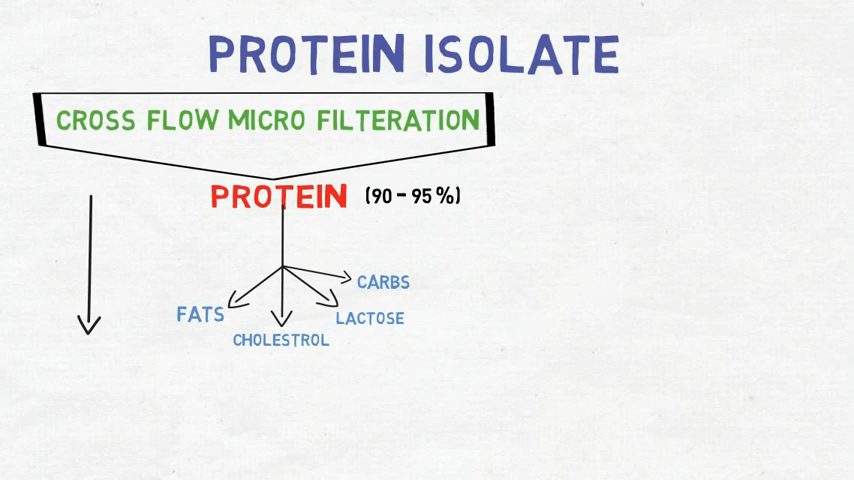 PROTEIN ISOLATE
CROSS FLOW MICRO FILTERATION
PROTEIN (90 - 95 %)
CARBS
FATS
LACTOSE
CHOLESTROL